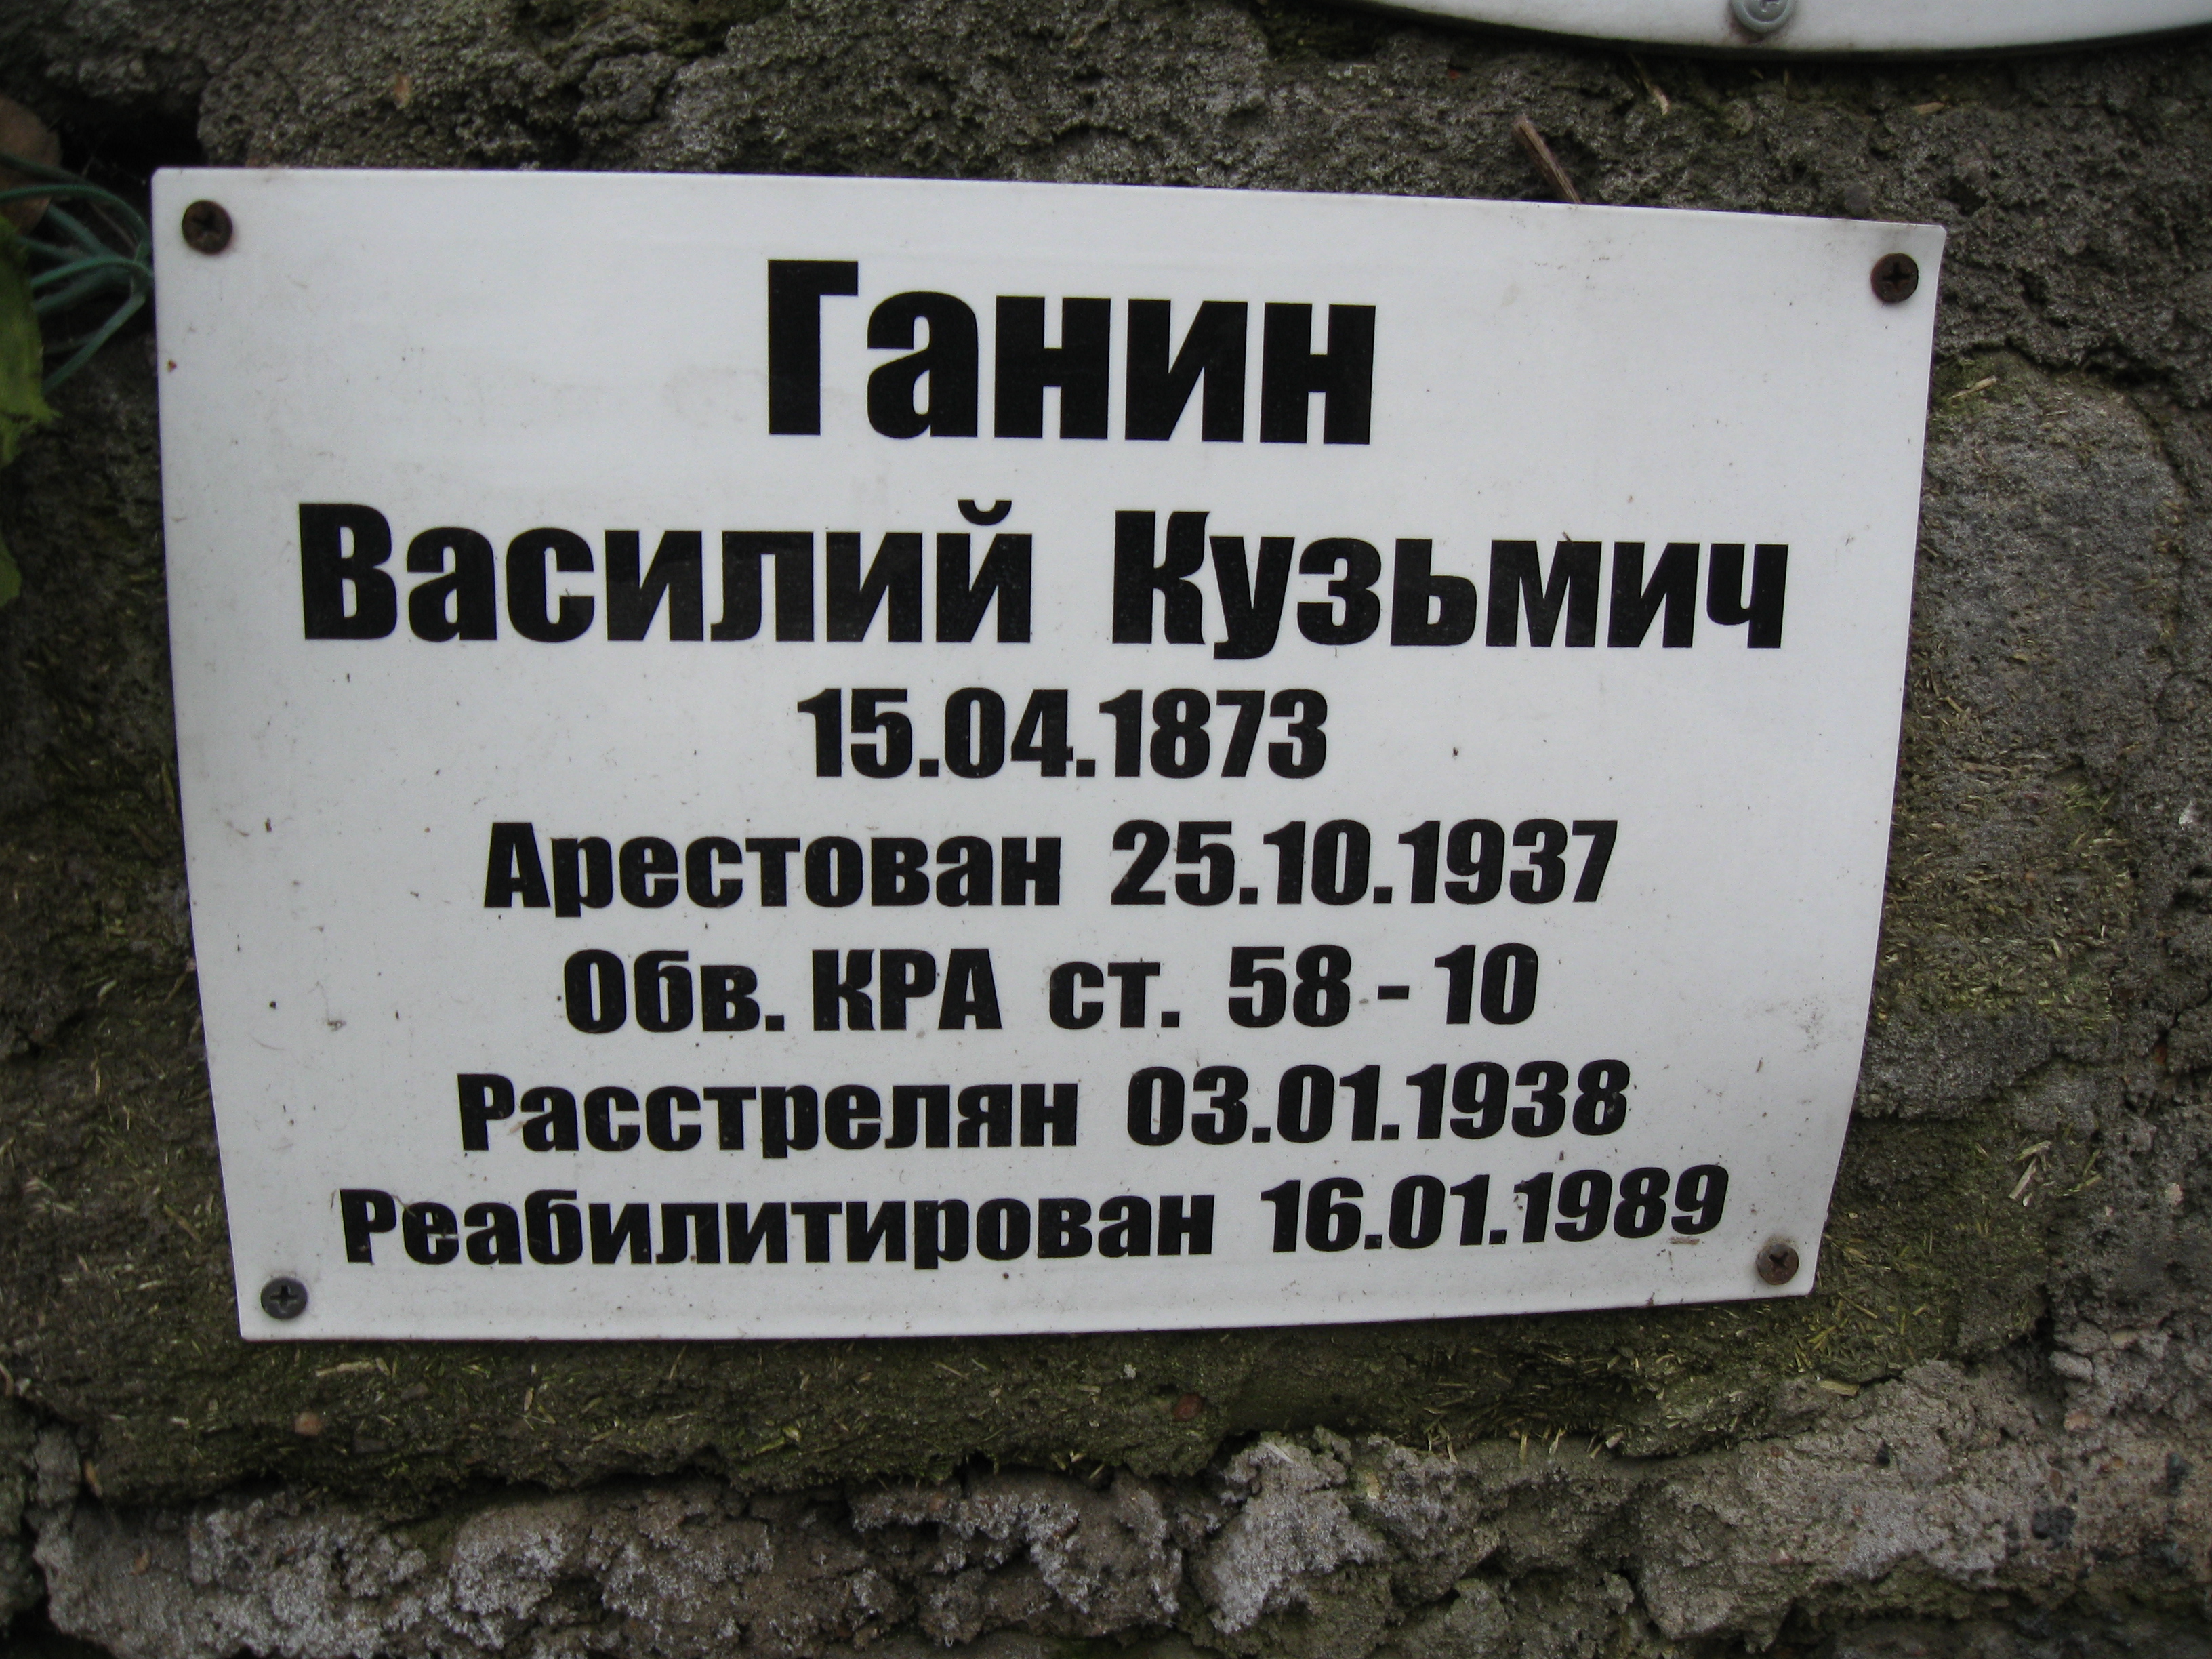 Ганин
Василий Кузьмич
15.04.1873
Арестован 25.10.1937
Обв. КРА ст. 58 - 10
Расстрелян 03.01.1938
Реабилитирован 16.01.1989